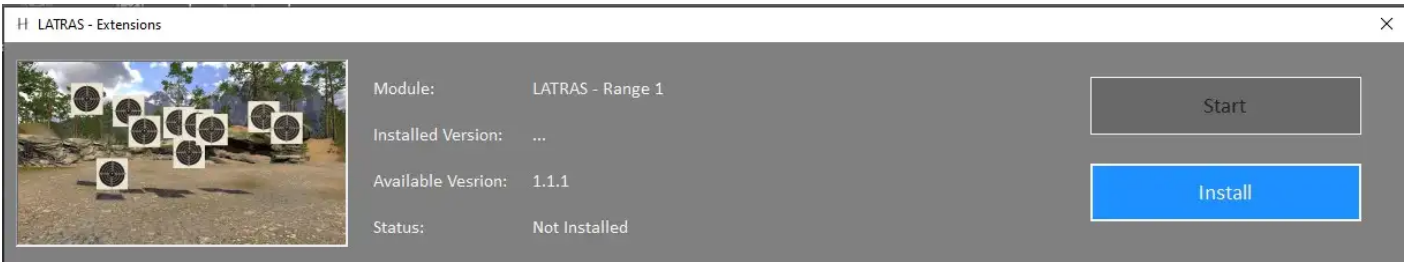 LATRAS - Extensions
Module: LATRAS - Range 1
Installed Version: ...
Available Vesrion: 1.1.1
Status: Not Installed
Start
Install